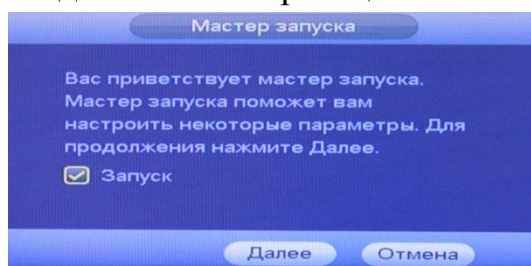 Мастер запуска
Вас приветствует мастер запуска.
Мастер запуска поможет вам
настроить некоторые параметры. Для
продолжения нажмите Далее.
Запуск
Далее Отмена